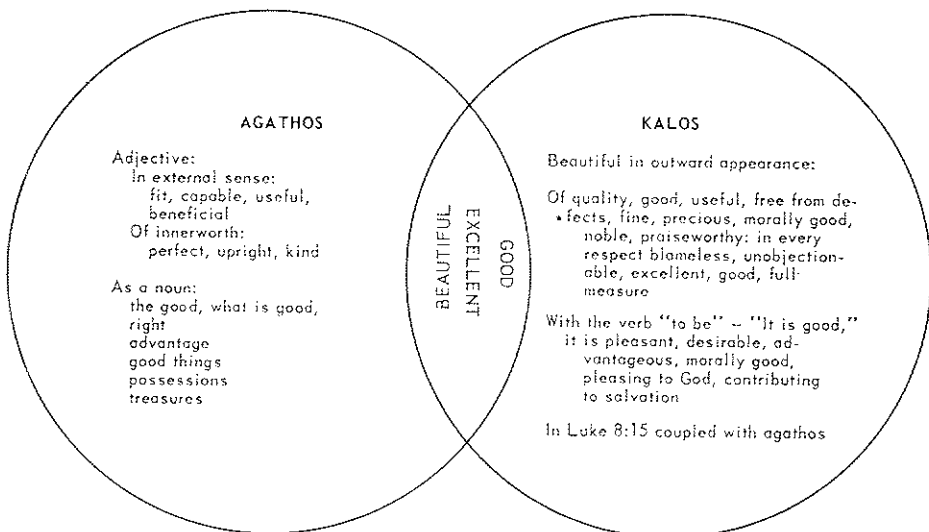 AGATHOS
Adjective:
In external sense:
fit, capable, useful,
beneficial
Of innerworth:
perfect, upright, kind
As a noun:
the good, what is good,
right
advantage
good things
possessions
treasures
BEAUTIFUL
EXCELLENT
GOOD
KALOS
Beautiful in outward appearance:
Of quality, good, useful, free from de-
fects, fine, precious, morally good,
noble, praiseworthy: in every
respect blameless, unobjection-
able, excellent, good, full
measure
With the verb "to be" – "It is good,"
it is pleasant, desirable, ad-
vantageous, morally good,
pleasing to God, contributing
to salvation
In Luke 8:15 coupled with agathos